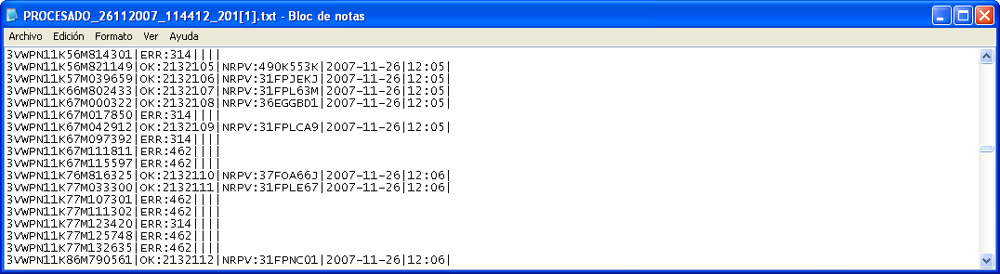 PROCESADO_26112007_114412_201[1].txt - Bloc de notas
Archivo Edición Formato Ver Ayuda
3VWPN11K56M814301|ERR:314||||
3VWPN11K56M821149|OK:2132105|NRPV:490K553K|2007-11-26|12:05|
3VWPN11K57M039659|OK:2132106|NRPV:31FPJEKJ|2007-11-26|12:05|
3VWPN11K66M802433|OK:2132107|NRPV:31FPL63M|2007-11-26|12:05|
3VWPN11K67M000322|OK:2132108|NRPV:36EGGBD1|2007-11-26|12:05|
3VWPN11K67M017850|ERR:314||||
3VWPN11K67M042912|OK:2132109|NRPV:31FPLCA9|2007-11-26|12:05|
3VWPN11K67M097392|ERR:314||||
3VWPN11K67M111811|ERR:462||||
3VWPN11K67M115597|ERR:462||||
3VWPN11K76M816325|OK:2132110|NRPV:37FOA66J|2007-11-26|12:06|
3VWPN11K77M033300|OK:2132111|NRPV:31FPLE67|2007-11-26|12:06|
3VWPN11K77M107301|ERR:462||||
3VWPN11K77M111302|ERR:462||||
3VWPN11K77M123420|ERR:314||||
3VWPN11K77M125748|ERR:462||||
3VWPN11K77M132635|ERR:462||||
3VWPN11K86M790561|OK:2132112|NRPV:31FPNC01|2007-11-26|12:06|